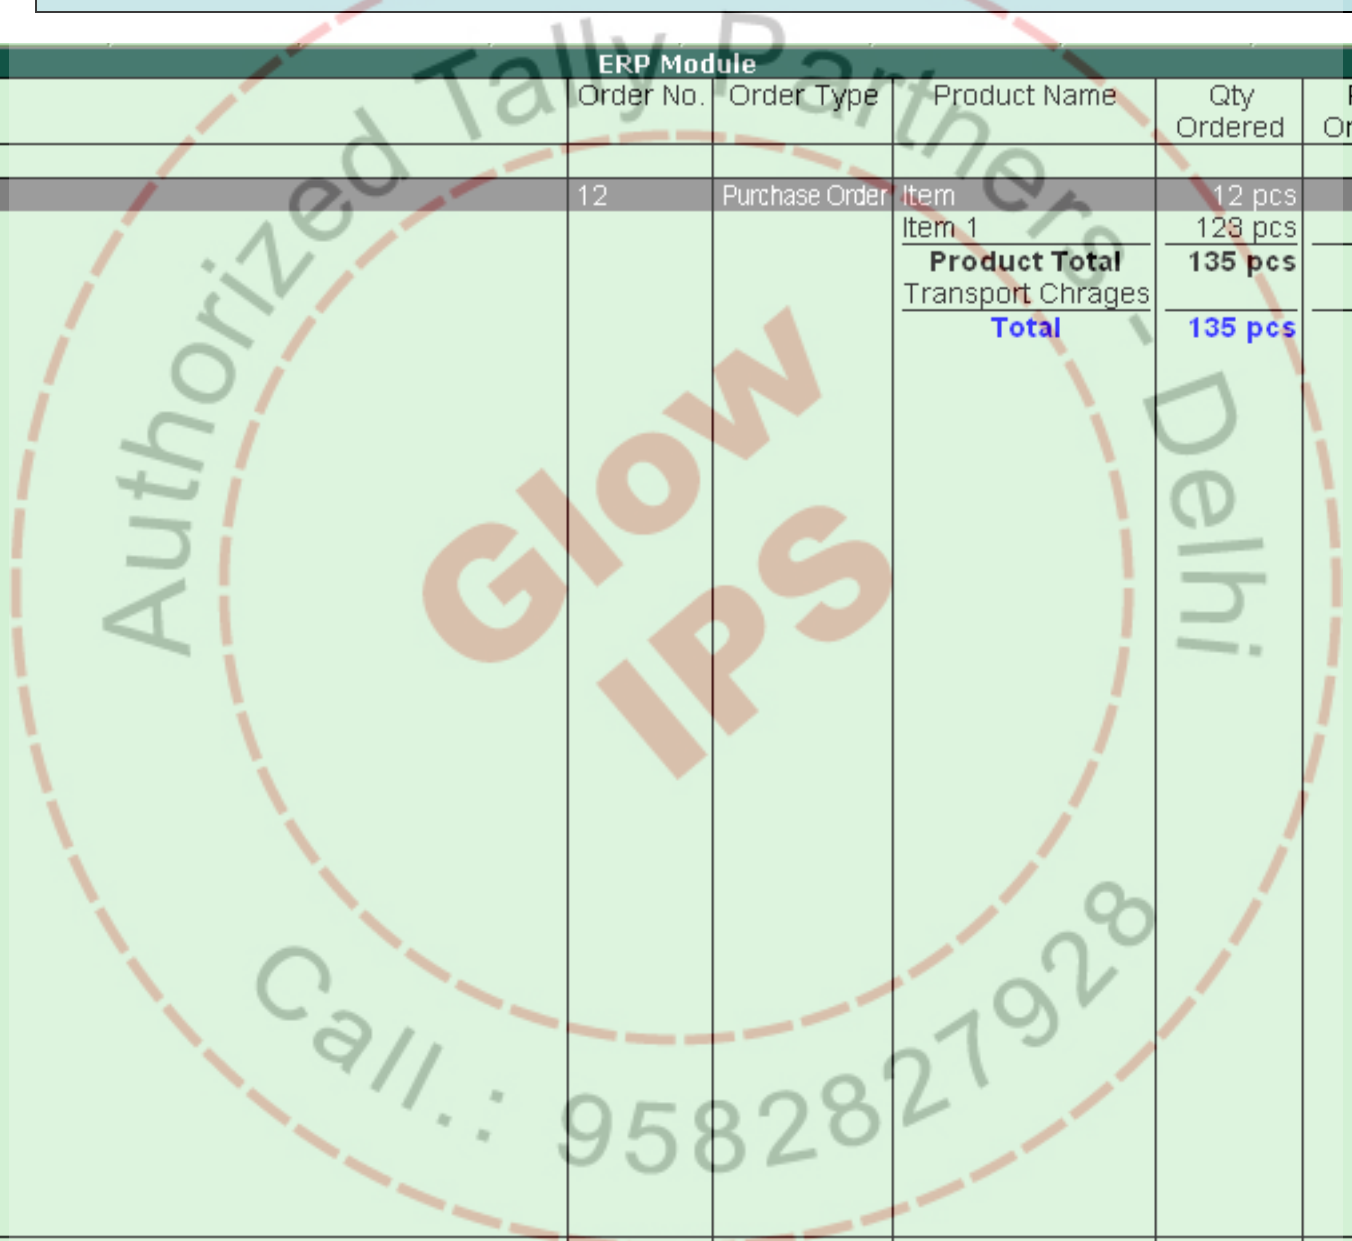 ERP Module
Order No. Order Type Product Name Qty Ordered
12 Purchase Order Item 12 pcs
Item 1 123 pcs
Product Total 135 pcs
Transport Chrages
Total 135 pcs
Authorized Tally Partners - Delhi
Glow
IPS
Call.: 9582827928